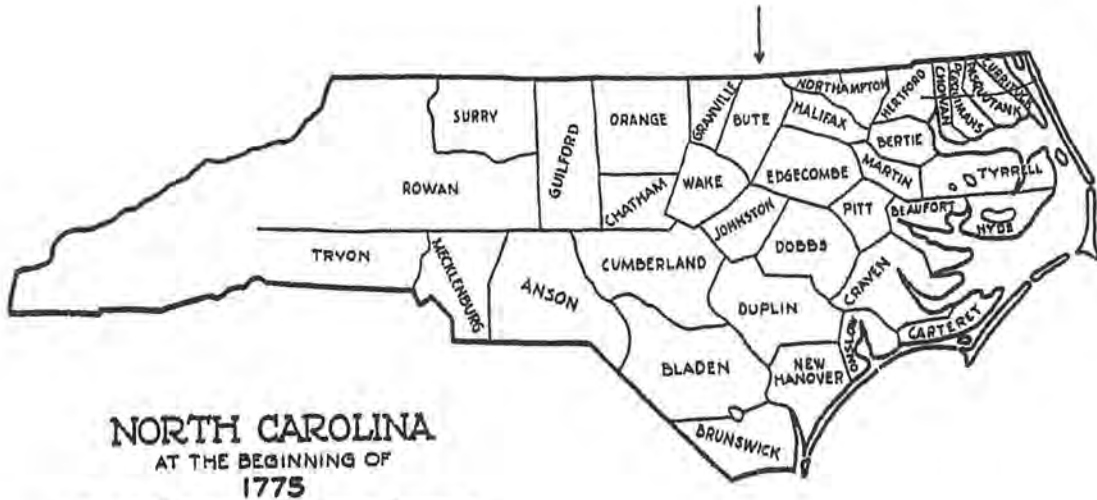 SURRY
GUILFORD
ORANGE
GRANVILLE
BUTE
NORTHAMPTON
HALIFAX
HERTFORD
CHOWAN
PERQUIMANS
PASQUOTANK
CURRITUCK
BERTIE
TYRRELL
ROWAN
CHATHAM
WAKE
EDGECOMBE
MARTIN
JOHNSTON
PITT
BEAUFORT
HYDE
DOBBS
TRYON
MECKLENBURG
ANSON
CUMBERLAND
CRAVEN
DUPLIN
ONSLOW
CARTERET
BLADEN
NEW
HANOVER
BRUNSWICK
NORTH CAROLINA
AT THE BEGINNING OF
1775